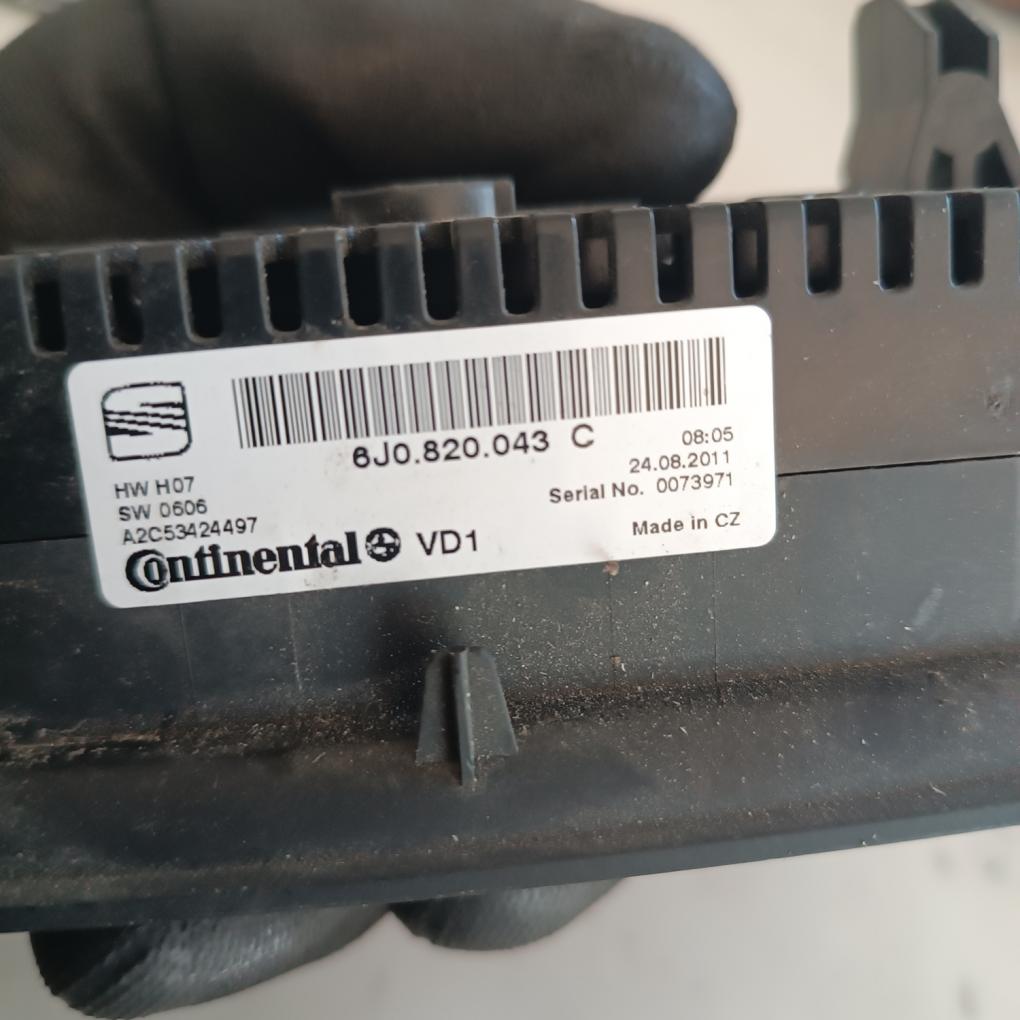 6J0.820.043 C
08:05
24.08.2011
Serial No. 0073971
Made in CZ
HW H07
SW 0606
A2C53424497
Continental VD1